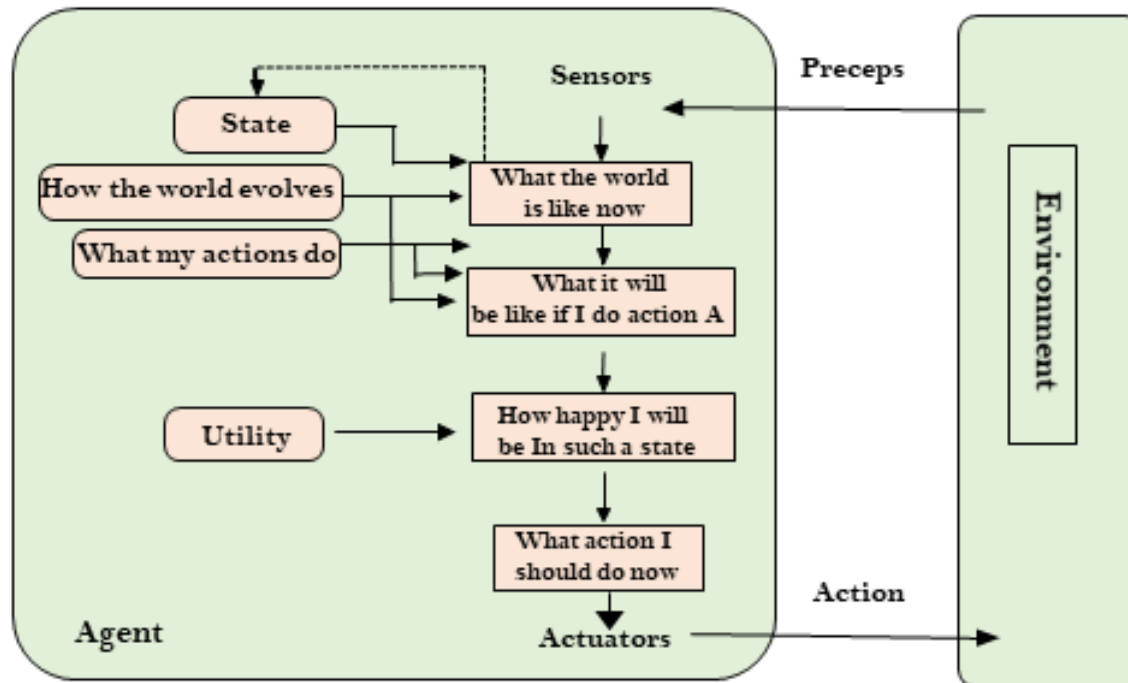 Sensors
Preceps
State
How the world evolves
What my actions do
What the world
is like now
What it will
be like if I do action A
Environment
Utility
How happy I will
be In such a state
What action I
should do now
Action
Agent
Actuators